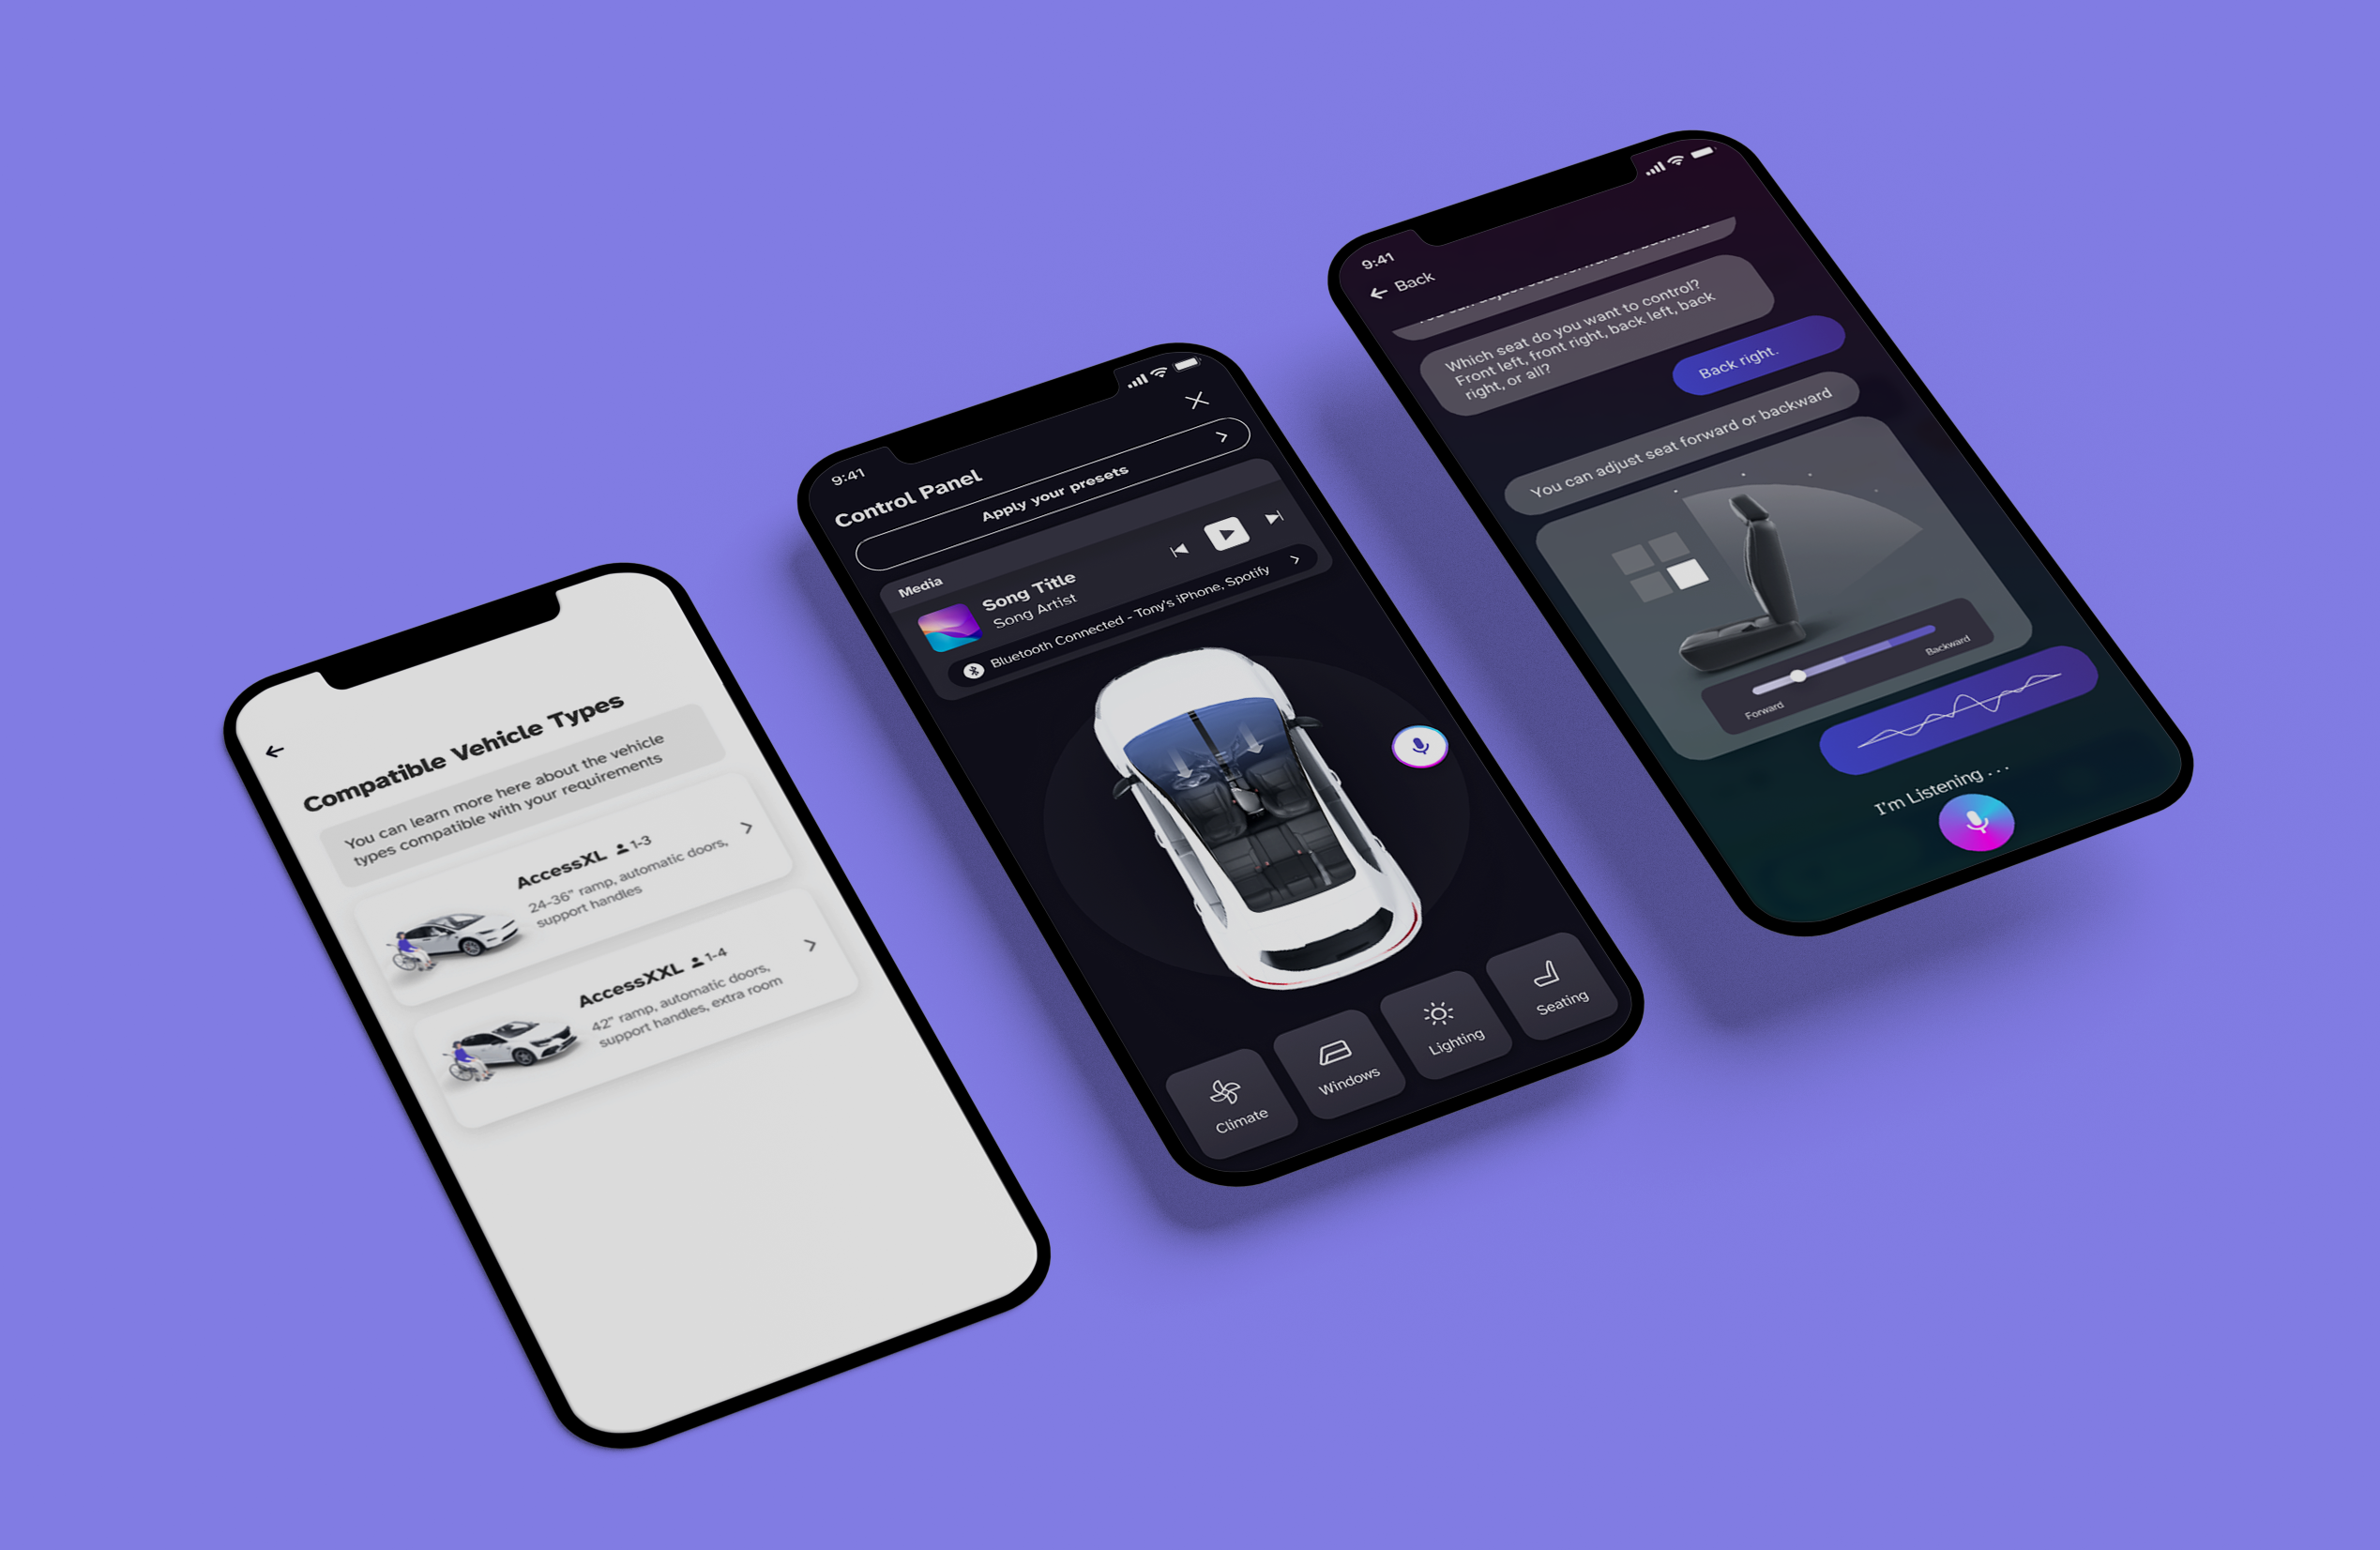 Compatible Vehicle Types
You can learn more here about the vehicle
types compatible with your requirements
AccessXL 1-3
24-36" ramp, automatic doors,
support handles
AccessXXL 1-4
42" ramp, automatic doors,
support handles, extra room
9:41
Control Panel
Apply your presets
Media
Song Title
Song Artist
Bluetooth Connected - Tony's iPhone, Spotify
Climate
Windows
Lighting
Seating
9:41
Back
Which seat do you want to control?
Front left, front right, back left, back
right, or all?
Back right.
You can adjust seat forward or backward
Forward
Backward
I'm Listening . . .